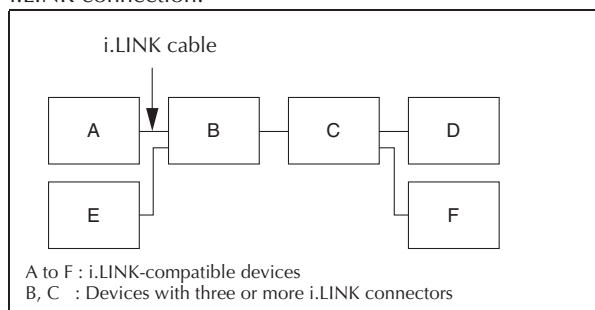 i.LINK connection.
i.LINK cable
A
B
C
D
E
F
A to F : i.LINK-compatible devices
B, C : Devices with three or more i.LINK connectors